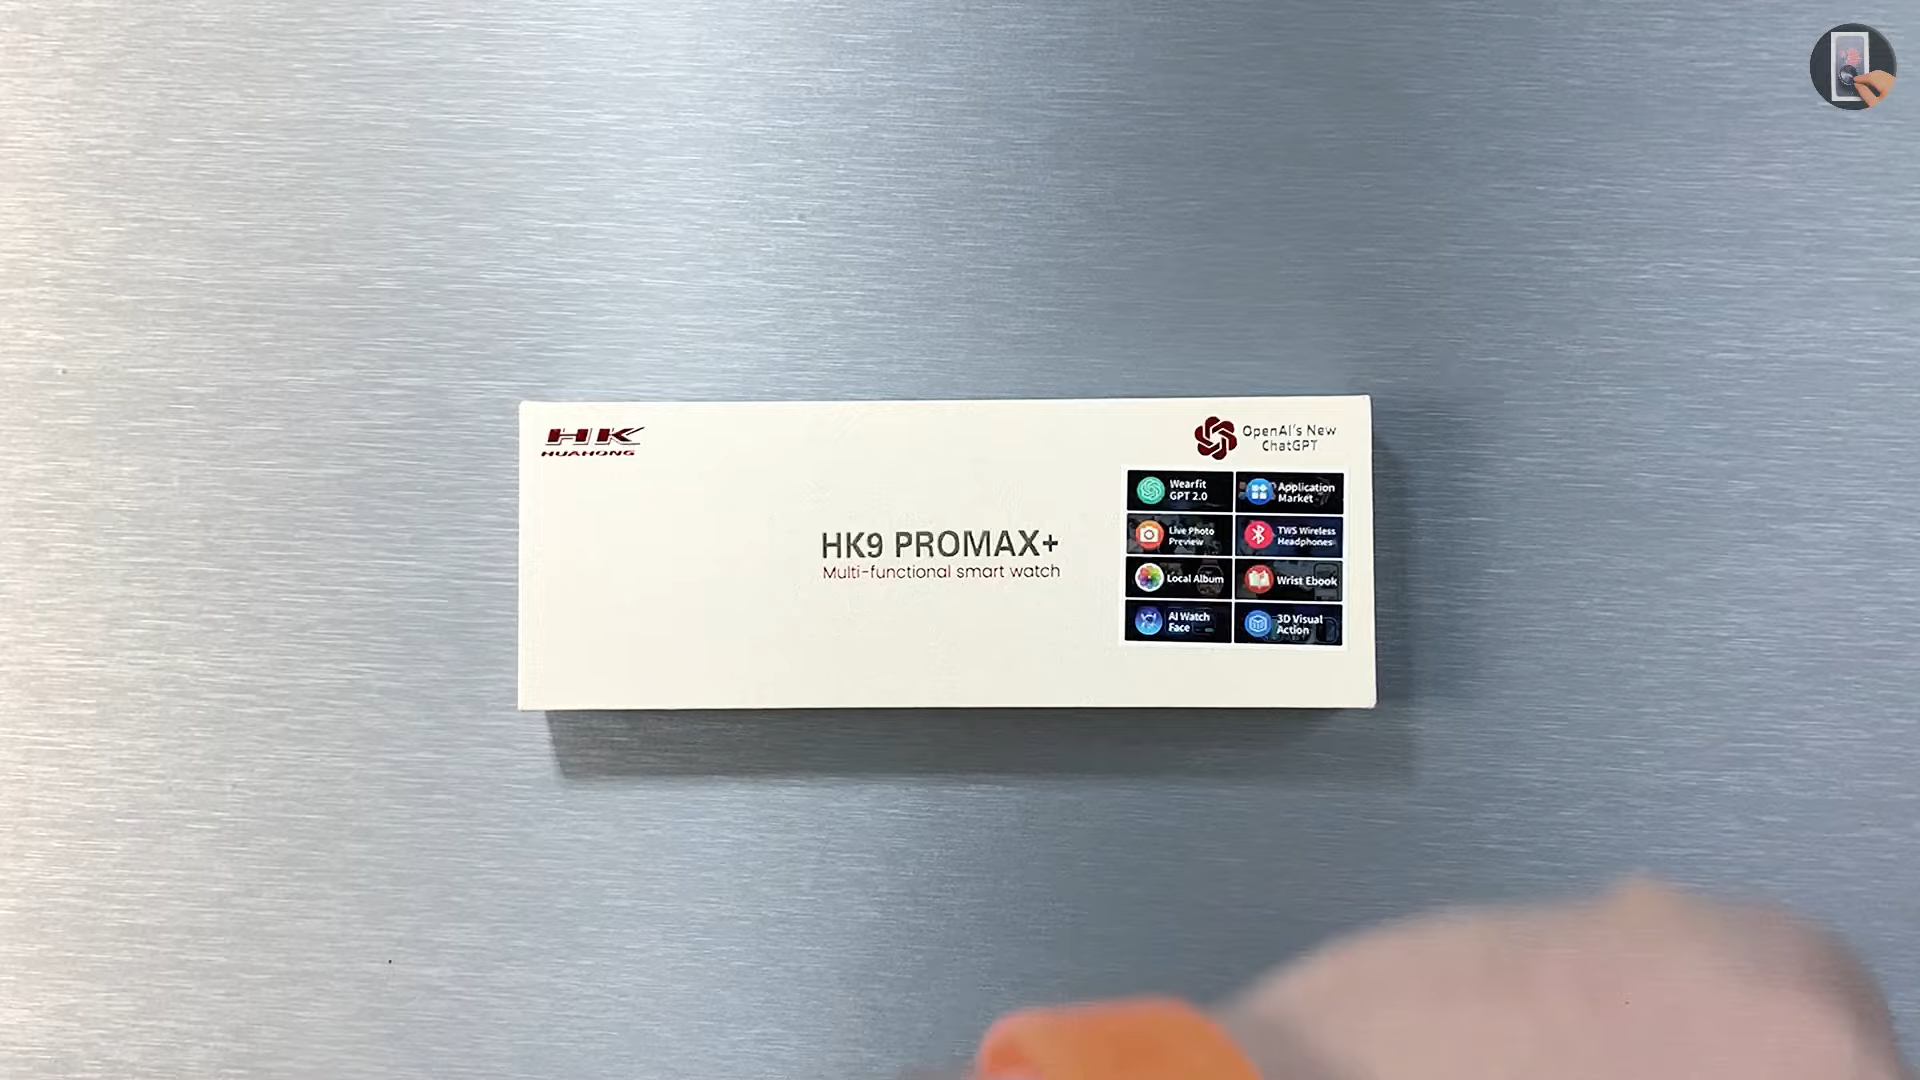 HK
HUAHONG
OpenAI's New
ChatGPT
HK9 PROMAX+
Multi-functional smart watch
Wearfit
GPT 2.0
Application
Market
Live Photo
Preview
TWS Wireless
Headphones
Local Album
Wrist Ebook
AI Watch
Face
3D Visual
Action